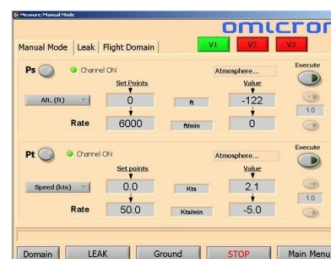 Measure/Manual Mode
omicron
Manual Mode Leak Flight Domain V1 V2 V3
Ps Channel ON Atmosphere... Execute
Set Points Value
Alt. (ft) 0 ft -122
1.0
Rate 6000 ft/min 0
Pt Channel ON Atmosphere... Execute
Set points Value
Speed (kts) 0.0 Kts 2.1
1.0
Rate 50.0 Kts/min -5.0
Domain LEAK Ground STOP Main Menu